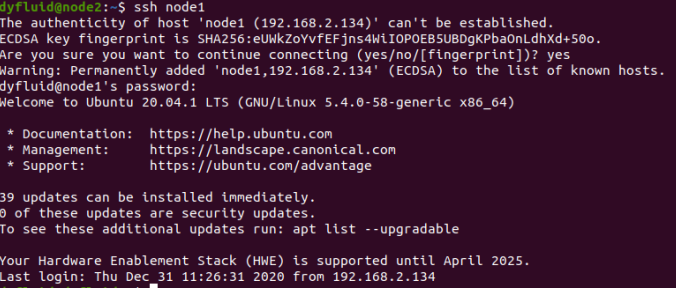 dyfluid@node2:~$ ssh node1
The authenticity of host 'node1 (192.168.2.134)' can't be established.
ECDSA key fingerprint is SHA256:eUWkZoYvfEFjns4WiIOPOEB5UBDgKPbaOnLdhXd+50o.
Are you sure you want to continue connecting (yes/no/[fingerprint])? yes
Warning: Permanently added 'node1,192.168.2.134' (ECDSA) to the list of known hosts.
dyfluid@node1's password:
Welcome to Ubuntu 20.04.1 LTS (GNU/Linux 5.4.0-58-generic x86_64)
* Documentation:  https://help.ubuntu.com
* Management:     https://landscape.canonical.com
* Support:        https://ubuntu.com/advantage
39 updates can be installed immediately.
0 of these updates are security updates.
To see these additional updates run: apt list --upgradable
Your Hardware Enablement Stack (HWE) is supported until April 2025.
Last login: Thu Dec 31 11:26:31 2020 from 192.168.2.134